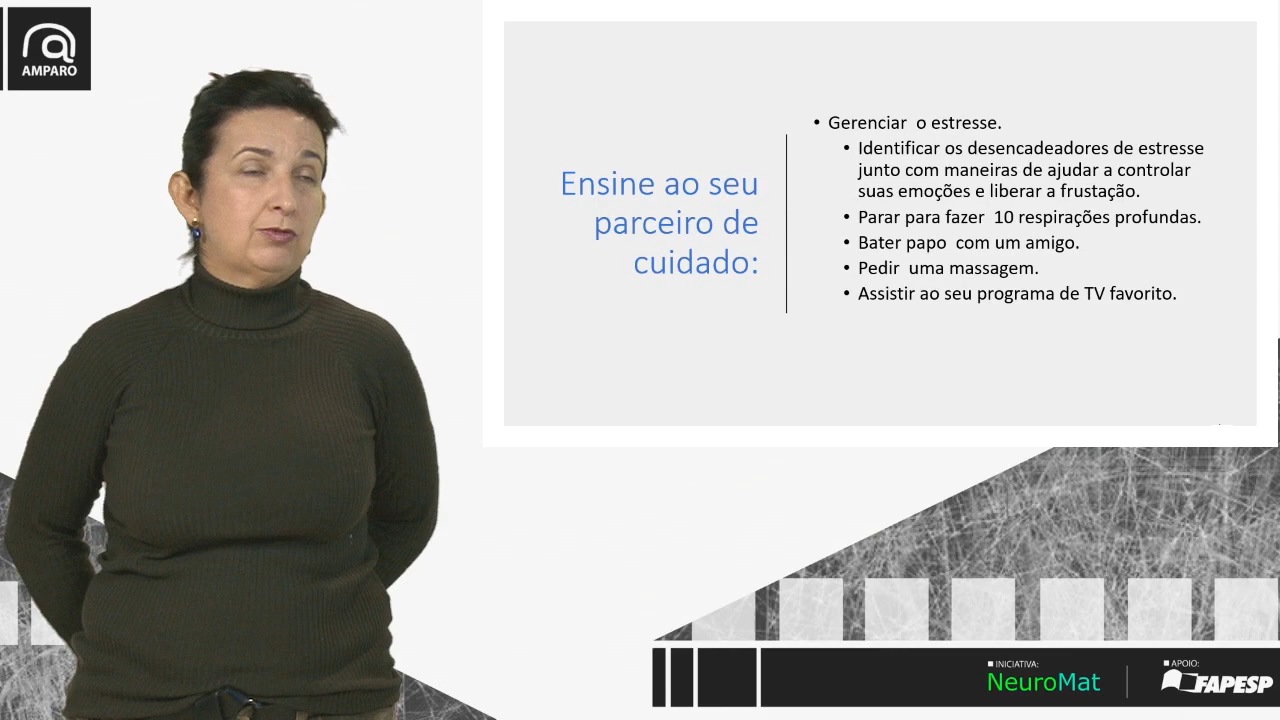 AMPARO
Ensine ao seu
parceiro de
cuidado:
• Gerenciar  o estresse.
• Identificar os desencadeadores de estresse
junto com maneiras de ajudar a controlar
suas emoções e liberar a frustação.
• Parar para fazer  10 respirações profundas.
• Bater papo  com um amigo.
• Pedir  uma massagem.
• Assistir ao seu programa de TV favorito.
INICIATIVA:
NeuroMat
APOIO:
FAPESP